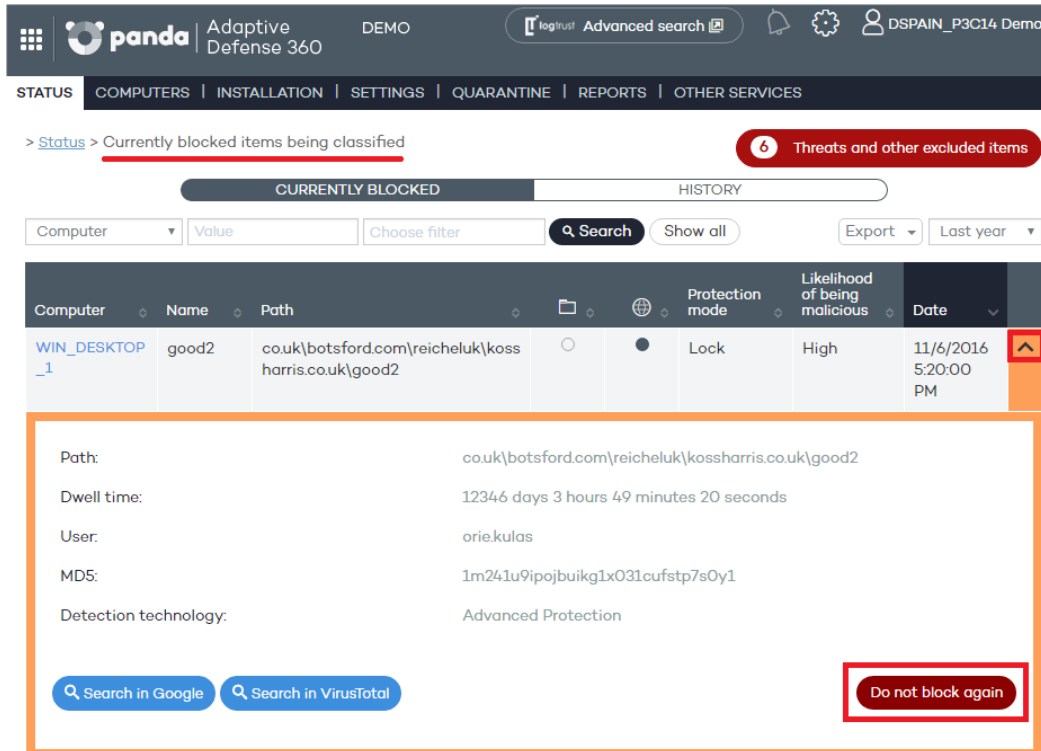 panda Adaptive Defense 360 DEMO logtrust Advanced search DSPAIN_P3C14 Demo
STATUS COMPUTERS | INSTALLATION | SETTINGS | QUARANTINE | REPORTS | OTHER SERVICES
> Status > Currently blocked items being classified
6 Threats and other excluded items
CURRENTLY BLOCKED HISTORY
Computer Value Choose filter Search Show all Export Last year
Computer Name Path Protection mode Likelihood of being malicious Date
WIN_DESKTOP_1 good2 co.uk\botsford.com\reicheluk\kossharris.co.uk\good2 Lock High 11/6/2016 5:20:00 PM
Path: co.uk\botsford.com\reicheluk\kossharris.co.uk\good2
Dwell time: 12346 days 3 hours 49 minutes 20 seconds
User: orie.kulas
MD5: 1m241u9ipojbuikg1x031cufstp7s0y1
Detection technology: Advanced Protection
Search in Google Search in VirusTotal Do not block again